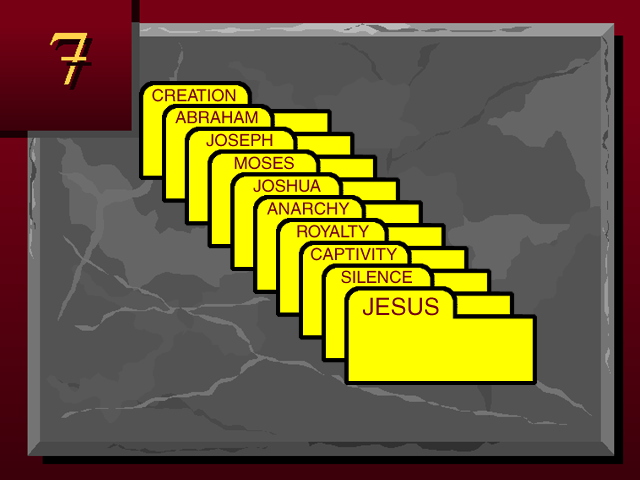 7
CREATION
ABRAHAM
JOSEPH
MOSES
JOSHUA
ANARCHY
ROYALTY
CAPTIVITY
SILENCE
JESUS